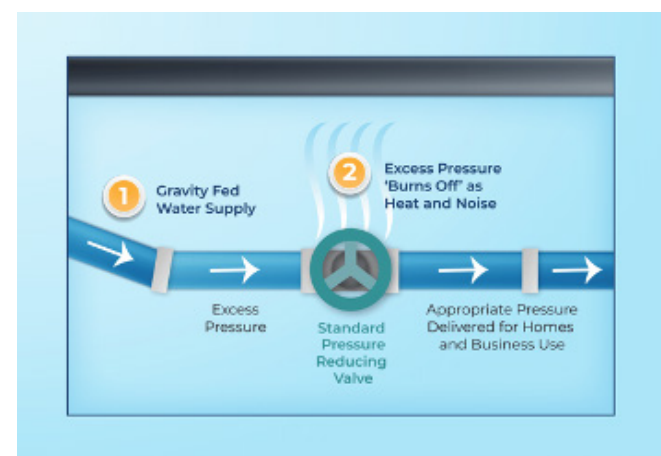 1
Gravity Fed
Water Supply
2
Excess Pressure
'Burns Off' as
Heat and Noise
Excess
Pressure
Standard
Pressure
Reducing
Valve
Appropriate Pressure
Delivered for Homes
and Business Use